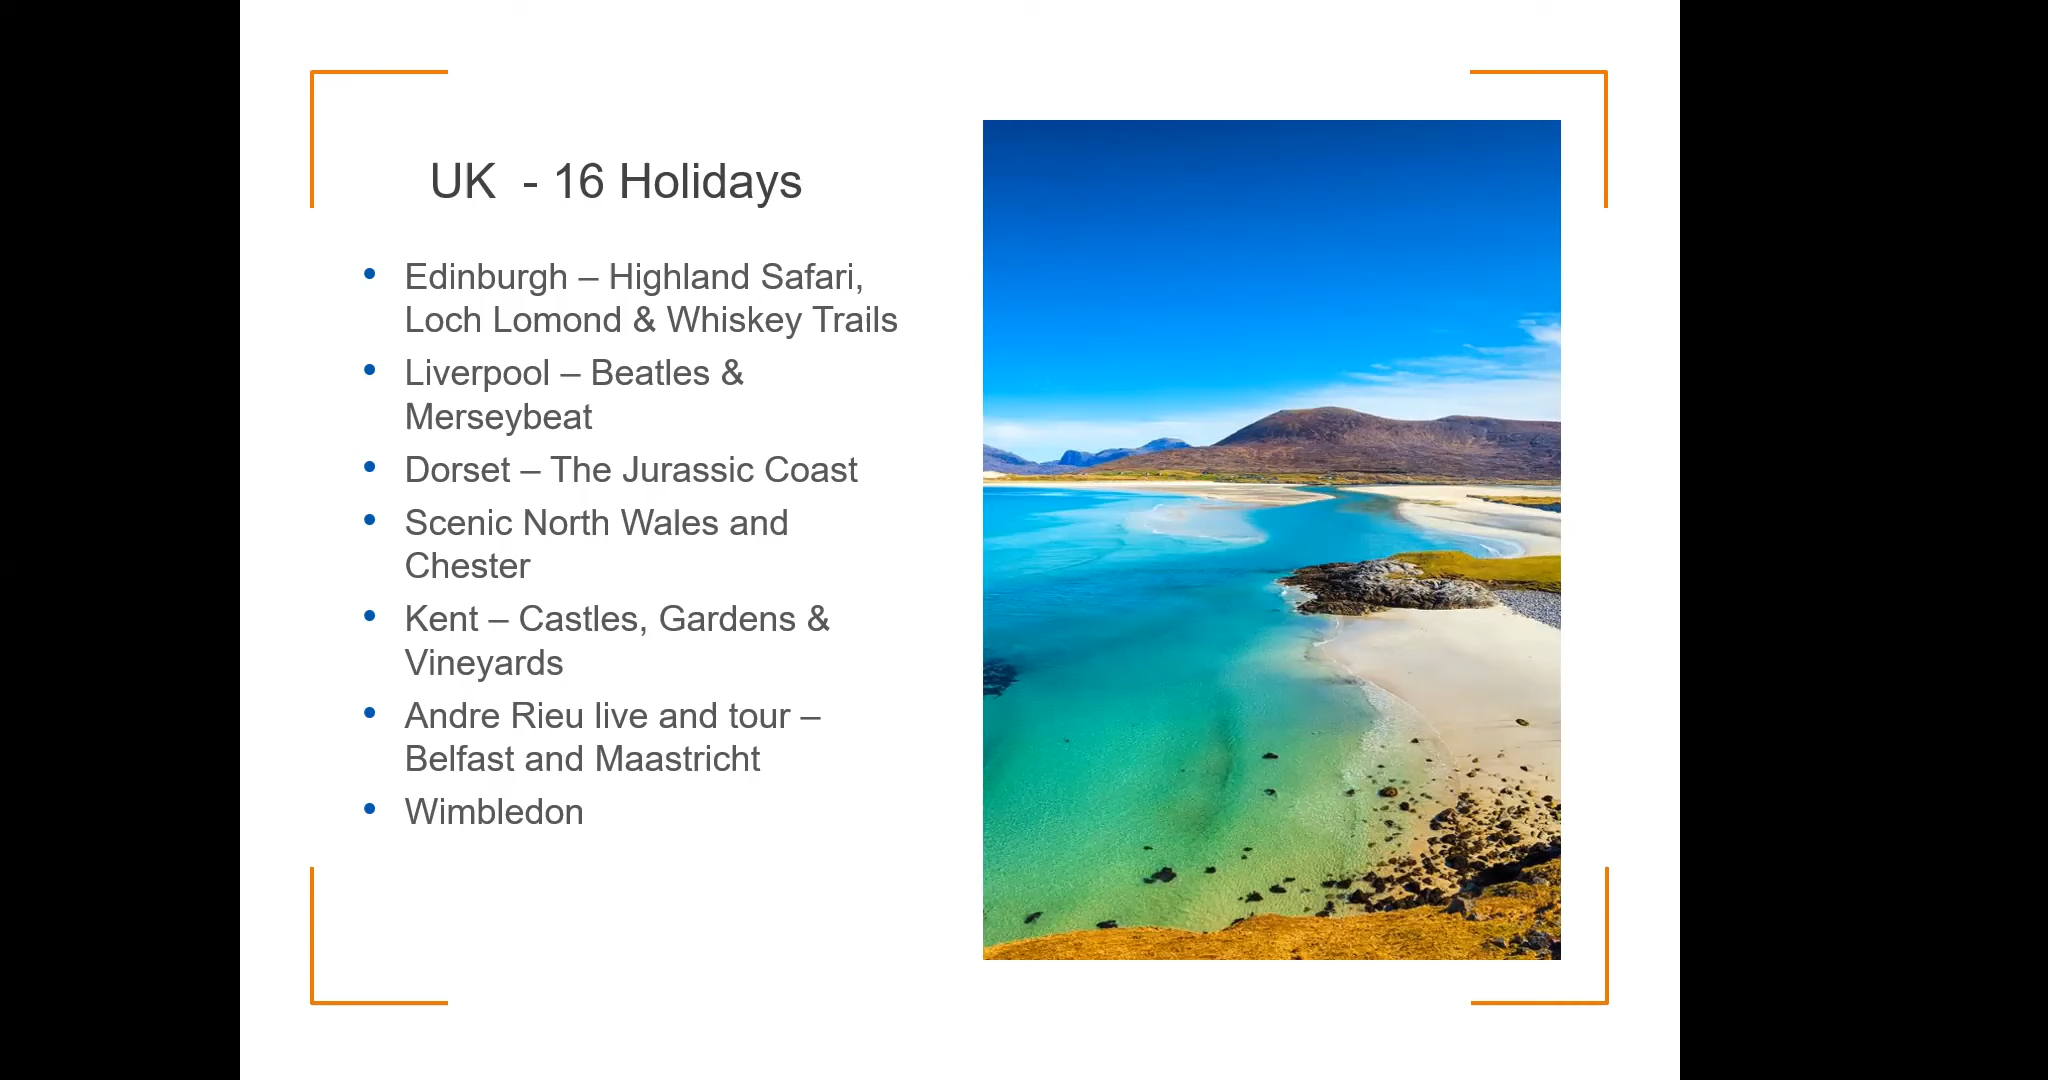 UK  - 16 Holidays
• Edinburgh – Highland Safari,
Loch Lomond & Whiskey Trails
• Liverpool – Beatles &
Merseybeat
• Dorset – The Jurassic Coast
• Scenic North Wales and
Chester
• Kent – Castles, Gardens &
Vineyards
• Andre Rieu live and tour –
Belfast and Maastricht
• Wimbledon